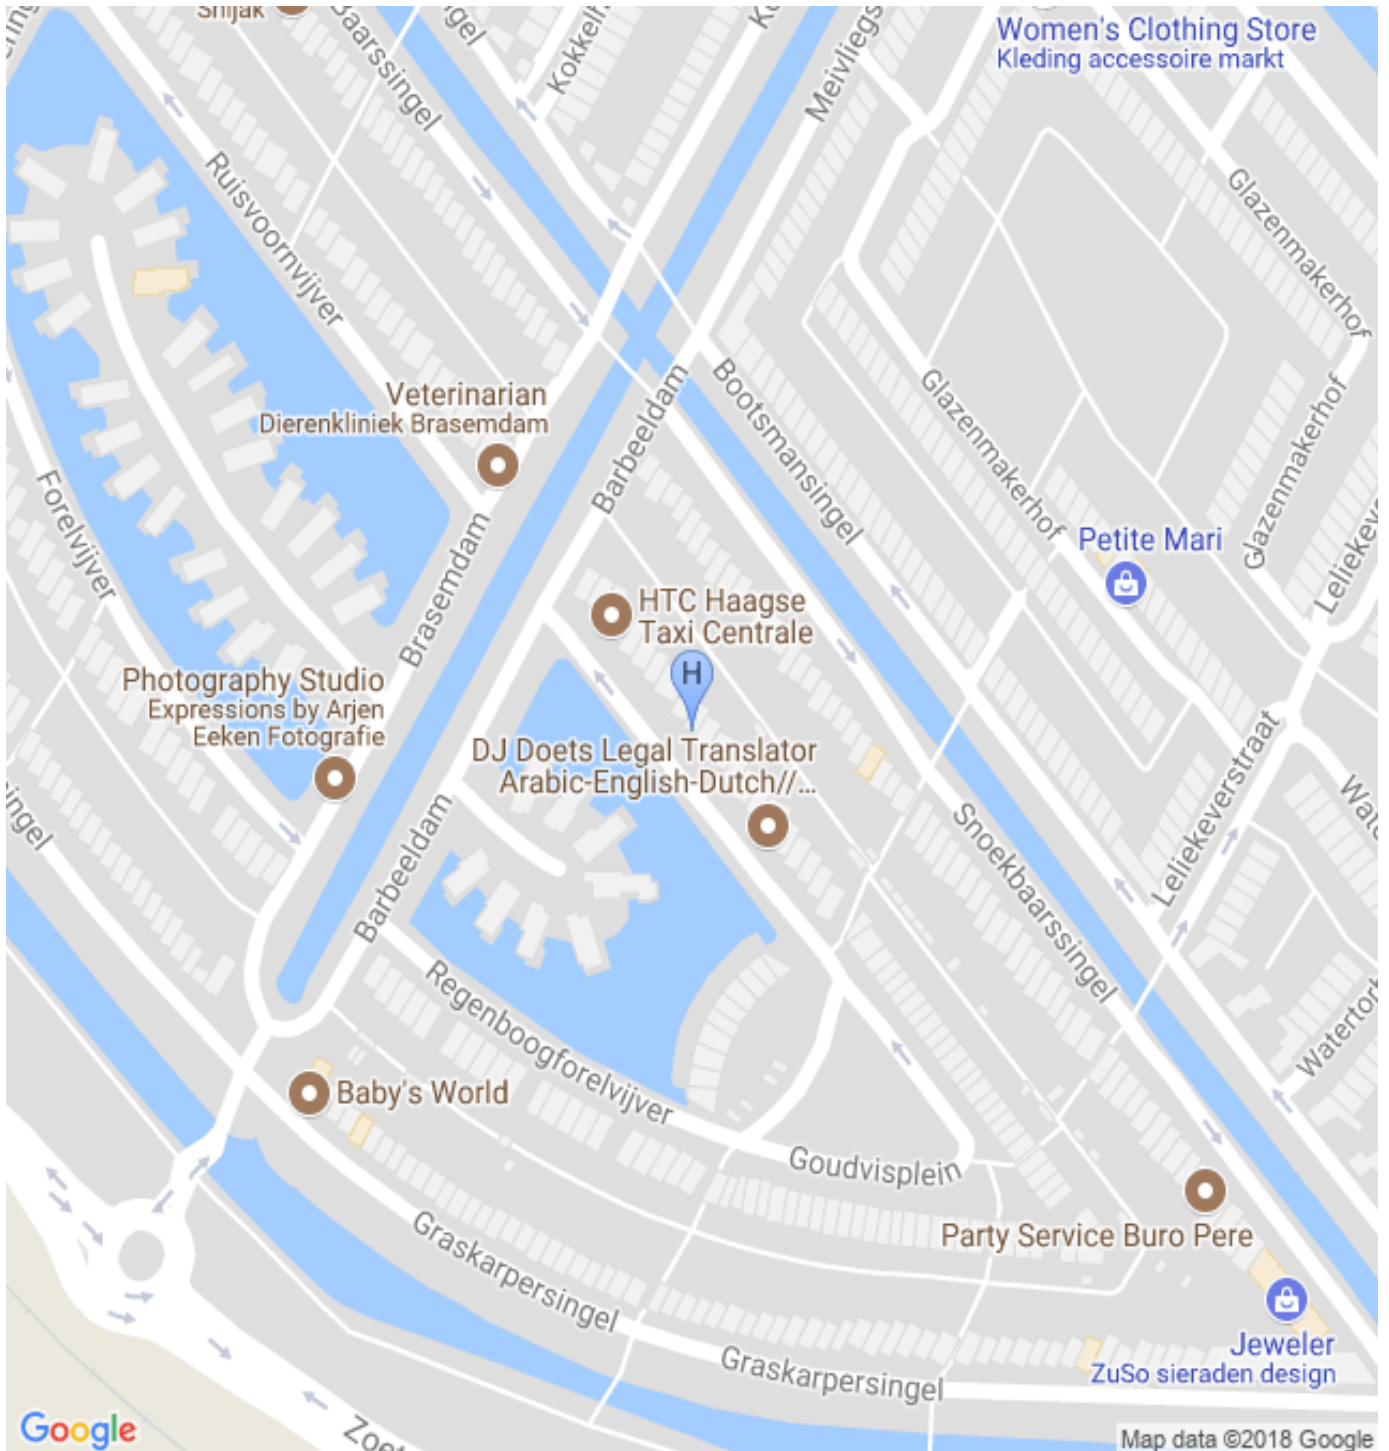 Snijak
Baarssingel
Women's Clothing Store
Kleding accessoire markt
Ruisvoornvijver
Glazenmakerhof
Veterinarian
Dierenkliniek Brasemdam
Barbeeldam
Bootsmansingel
Glazenmakerhof
Glazenmakerhof
Forelvijver
Brasemdam
Petite Mari
HTC Haagse
Taxi Centrale
H
Photography Studio
Expressions by Arjen
Eeken Fotografie
DJ Doets Legal Translator
Arabic-English-Dutch//...
Leliekeverstraat
Barbeeldam
Snoekbaarssingel
Regenboogforelvijver
Baby's World
Goudvisplein
Party Service Buro Pere
Graskarpersingel
Jeweler
ZuSo sieraden design
Graskarpersingel
Google
Map data ©2018 Google